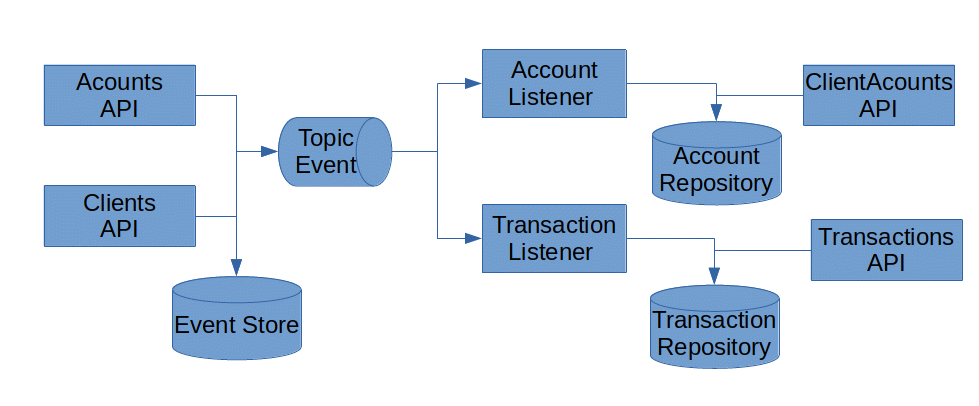 Acounts
API
Clients
API
Event Store
Topic
Event
Account
Listener
Transaction
Listener
Account
Repository
Transaction
Repository
ClientAcounts
API
Transactions
API